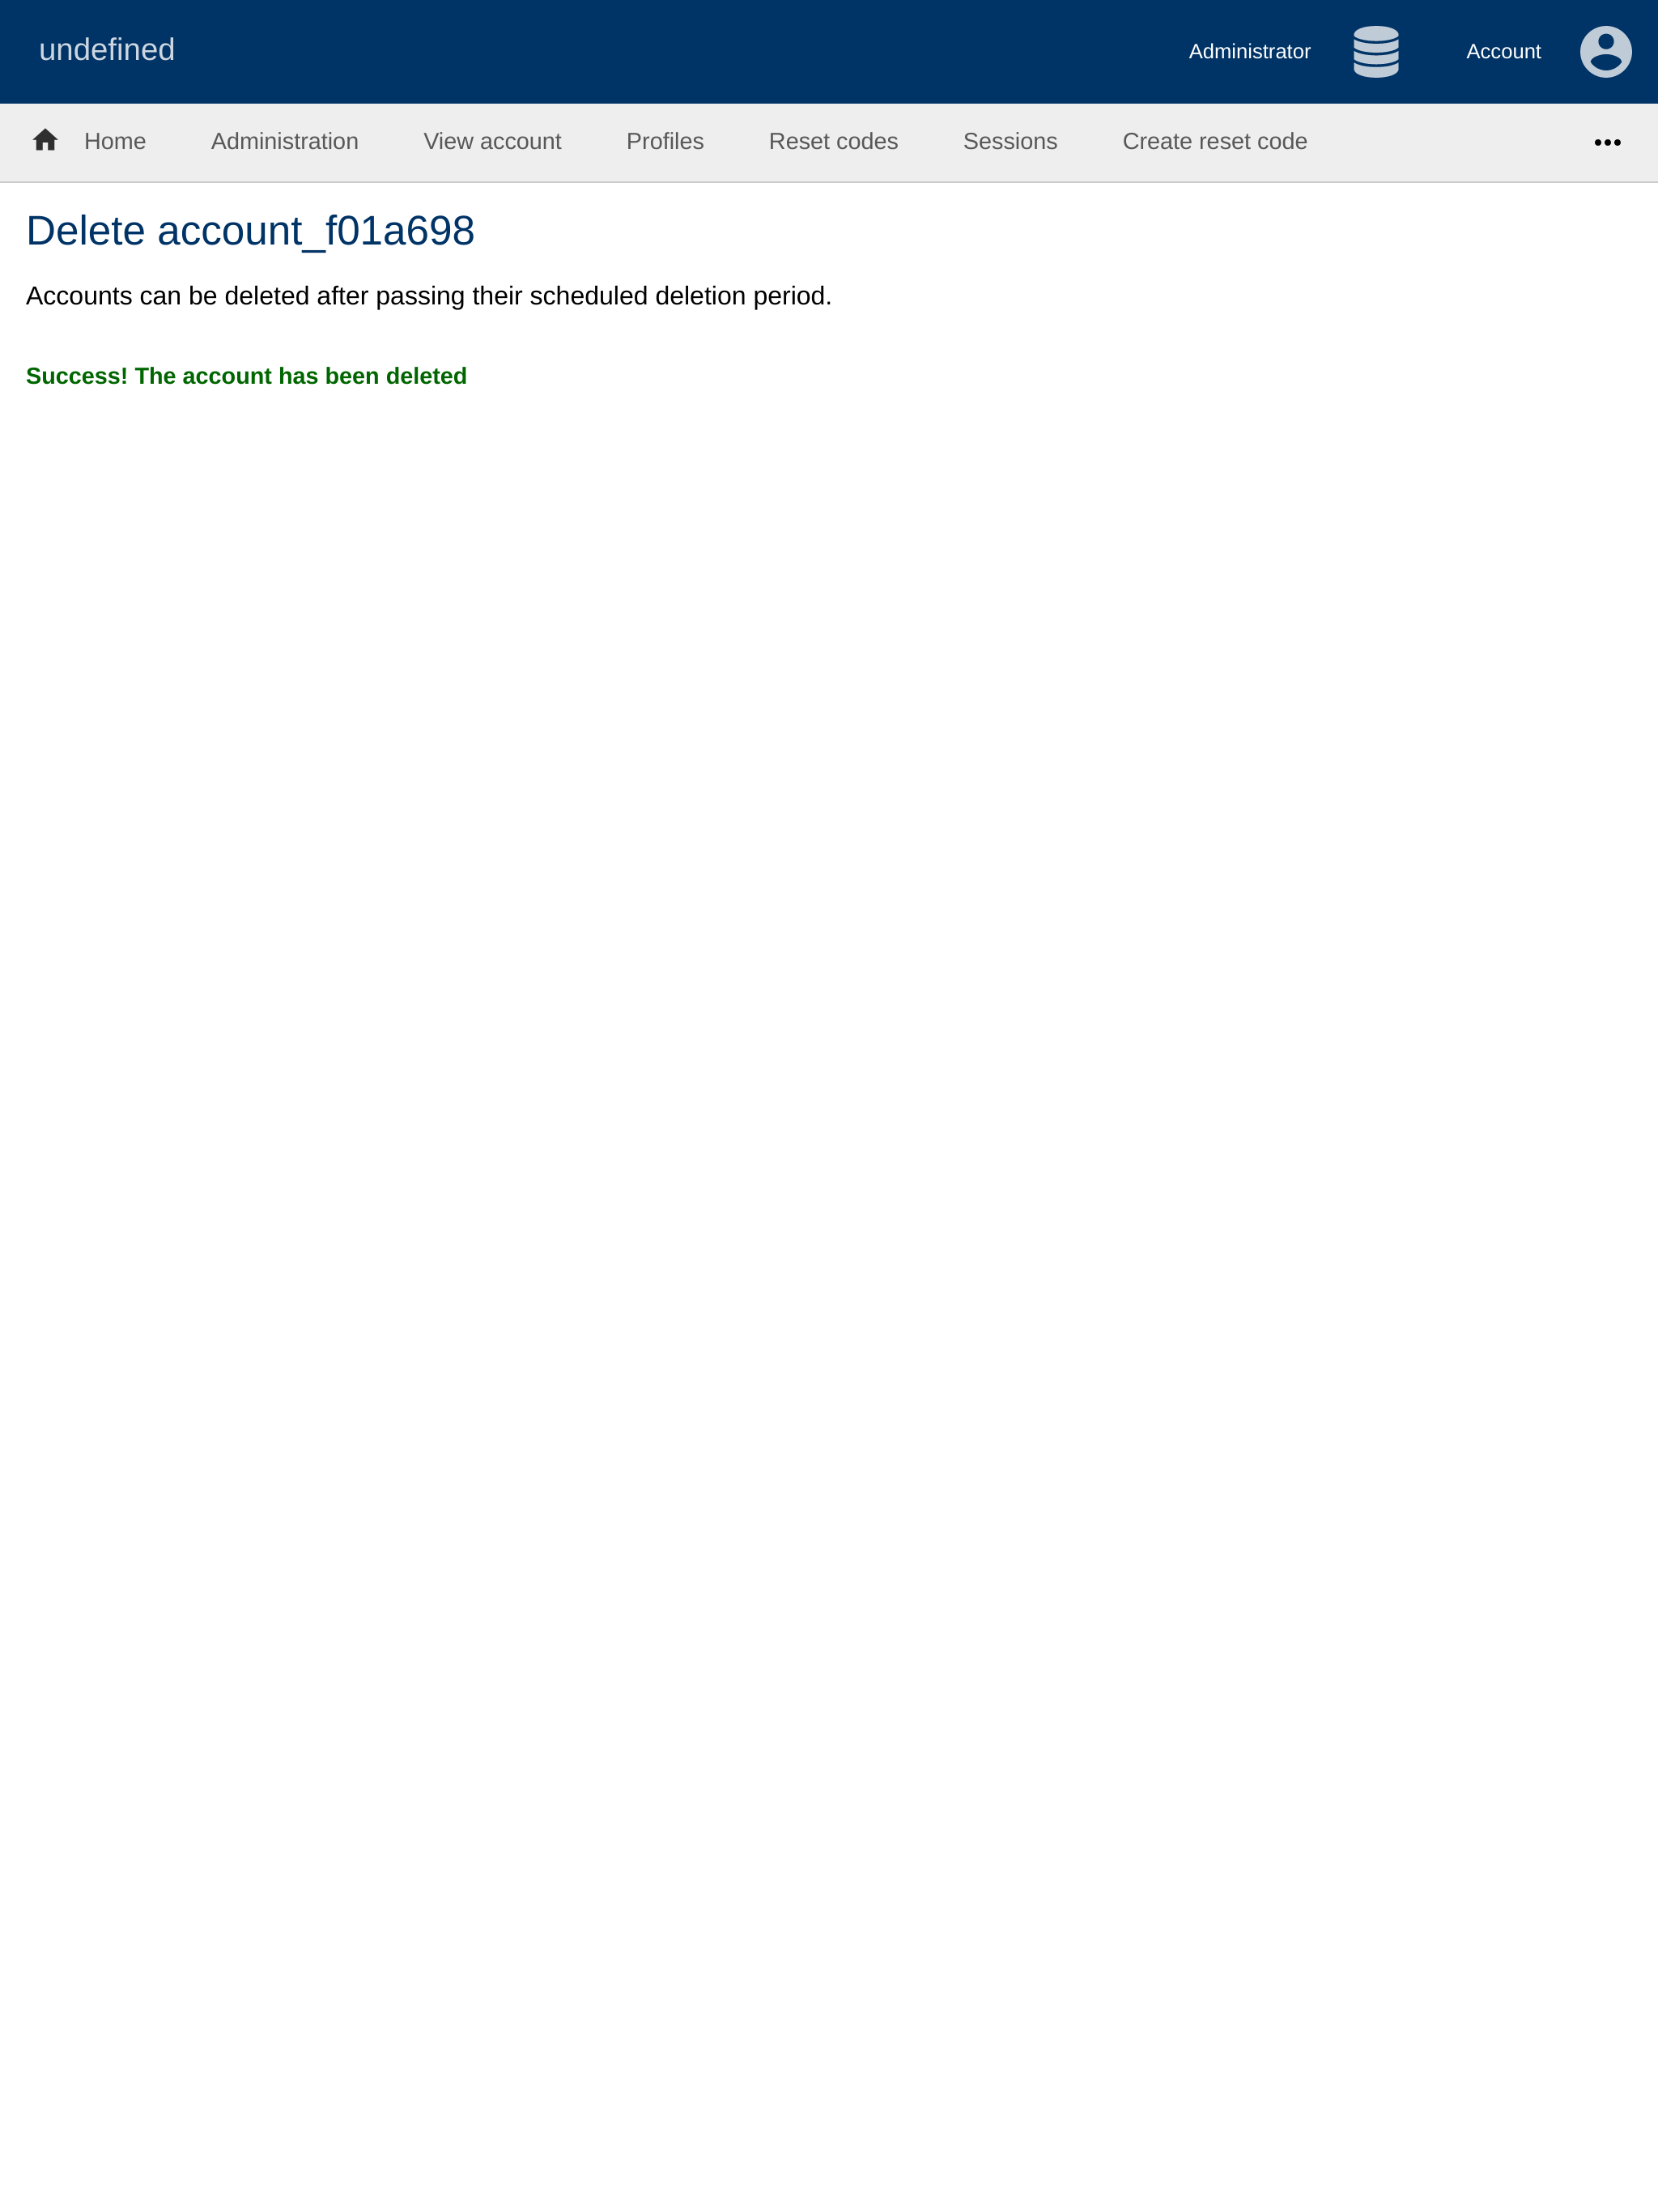 undefined
Administrator
Account
Home
Administration
View account
Profiles
Reset codes
Sessions
Create reset code
Delete account_f01a698
Accounts can be deleted after passing their scheduled deletion period.
Success! The account has been deleted